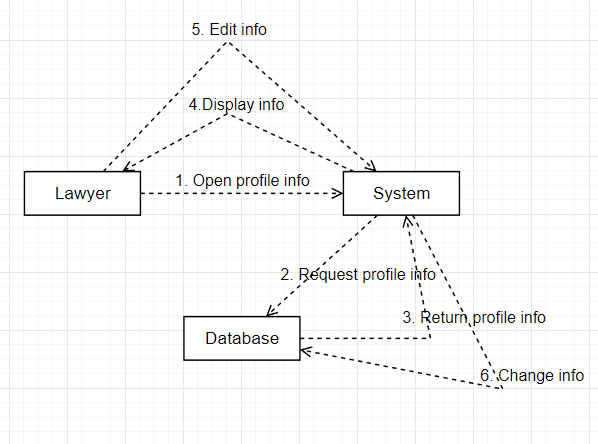 5. Edit info
4.Display info
1. Open profile info
Lawyer
System
2. Request profile info
3. Return profile info
Database
6. Change info